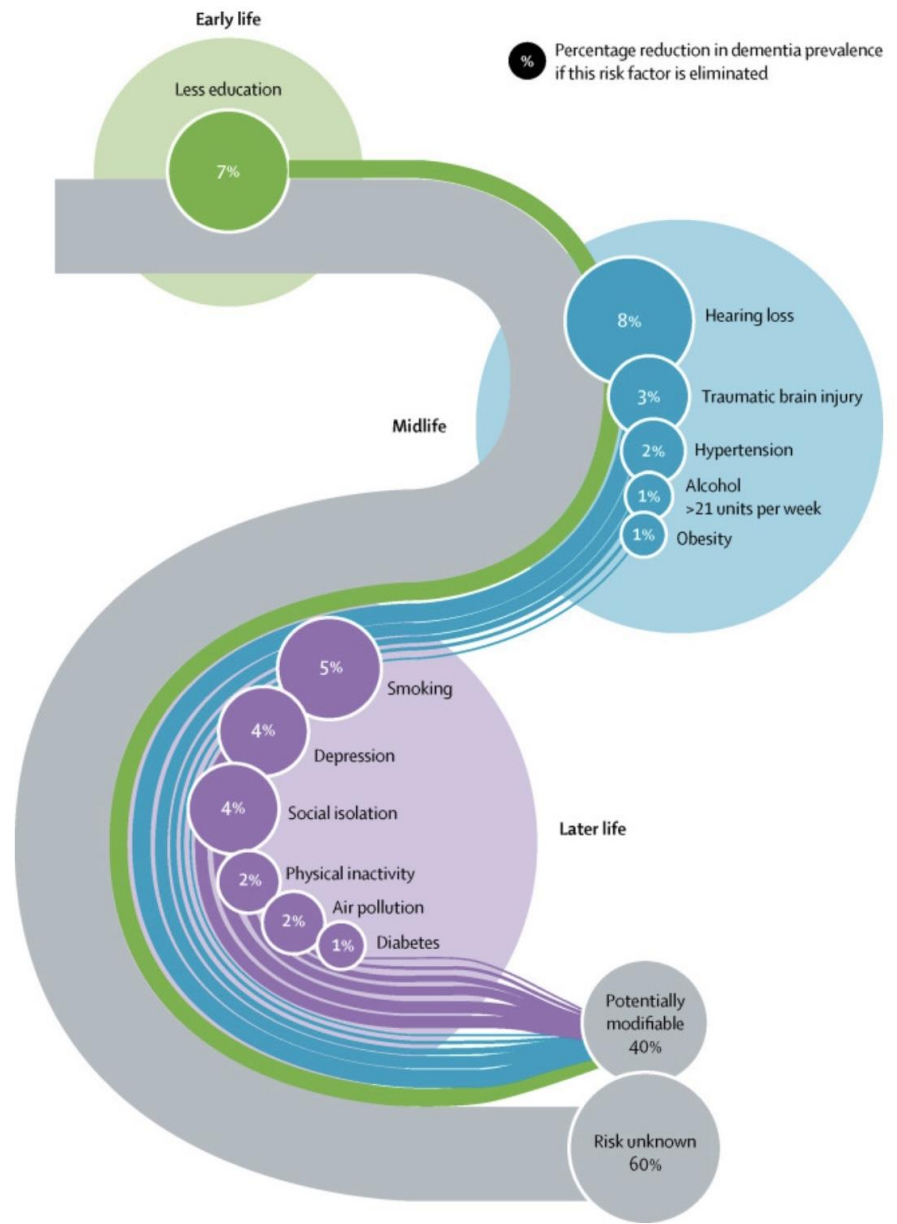 Early life
% Percentage reduction in dementia prevalence
if this risk factor is eliminated
Less education
7%
8% Hearing loss
3% Traumatic brain injury
Midlife
2% Hypertension
1% Alcohol
>21 units per week
1% Obesity
5% Smoking
4% Depression
4% Social isolation
Later life
2% Physical inactivity
2% Air pollution
1% Diabetes
Potentially
modifiable
40%
Risk unknown
60%